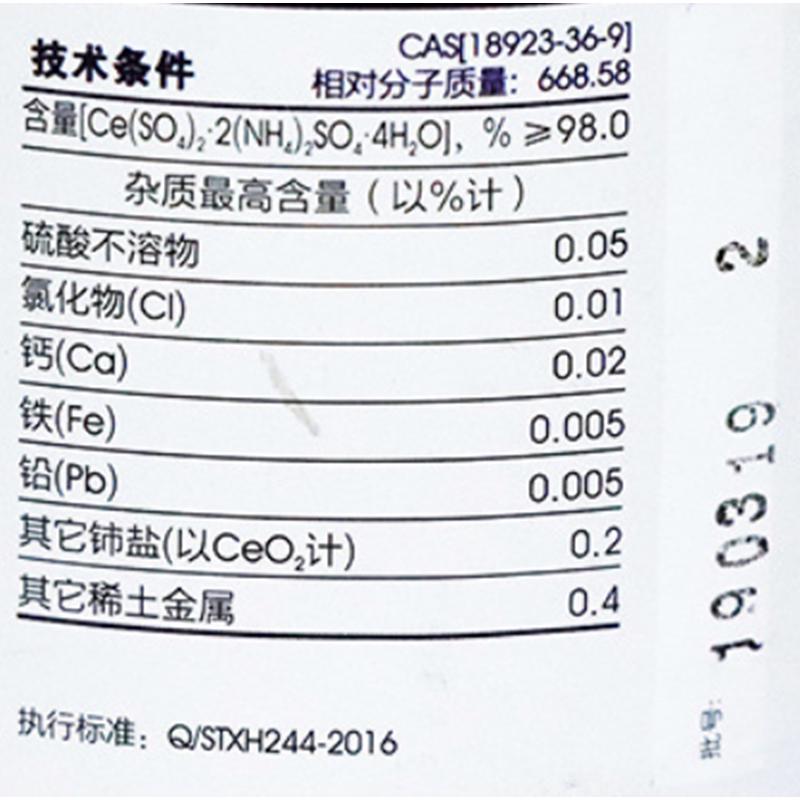 技术条件
CAS[18923-36-9]
相对分子质量：668.58
含量[Ce(SO₄)₂·2(NH₄)₂SO₄·4H₂O]，% ≥98.0
杂质最高含量（以%计）
硫酸不溶物 0.05
氯化物(Cl) 0.01
钙(Ca) 0.02
铁(Fe) 0.005
铅(Pb) 0.005
其它铈盐(以CeO₂计) 0.2
其它稀土金属 0.4
执行标准：Q/STXH244-2016
批号: 190319 2